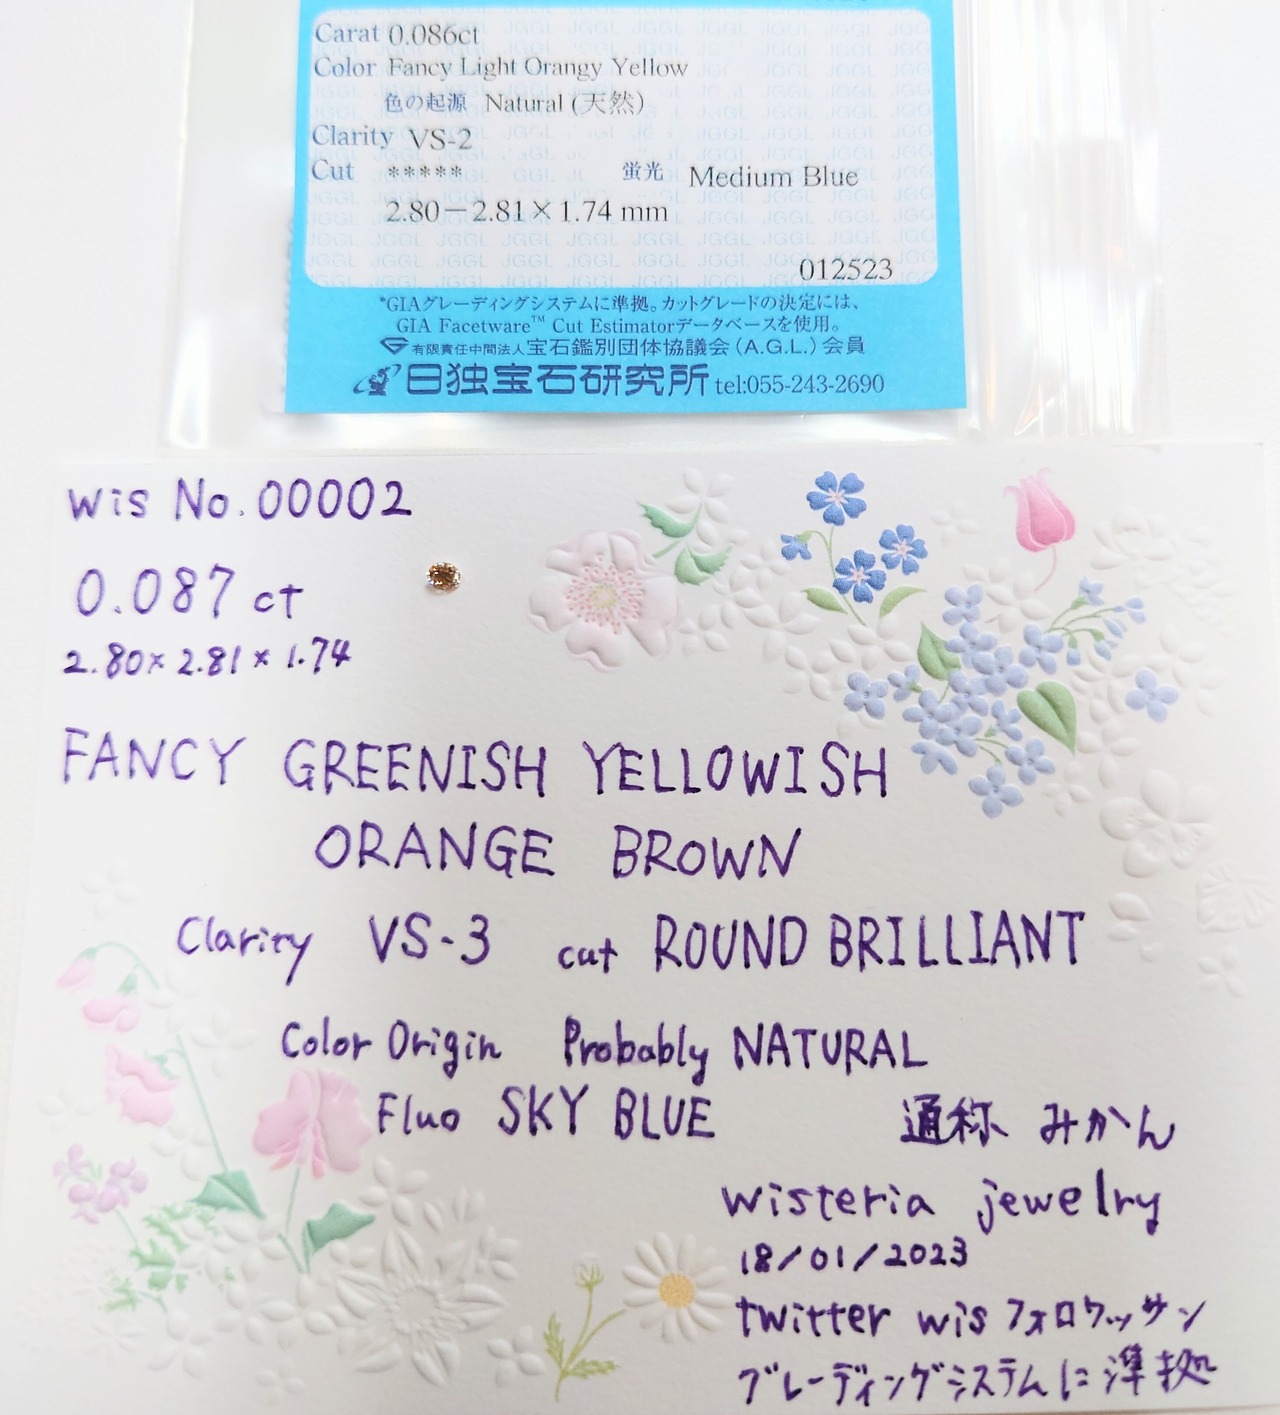 Carat 0.086ct
Color Fancy Light Orangy Yellow
色の起源 Natural (天然)
Clarity VS-2
Cut ***** 蛍光 Medium Blue
2.80−2.81×1.74 mm
012523
*GIAグレーディングシステムに準拠。カットグレードの決定には、
GIA Facetware™ Cut Estimatorデータベースを使用。
有限責任中間法人宝石鑑別団体協議会(A.G.L.)会員
日独宝石研究所 tel:055-243-2690
Wis No.00002
0.087 ct
2.80×2.81×1.74
FANCY GREENISH YELLOWISH
ORANGE BROWN
Clarity VS-3 cut ROUND BRILLIANT
Color Origin Probably NATURAL
Fluo SKY BLUE 通称 みかん
Wisteria jewelry
18/01/2023
twitter wis フォロワッサン
グレーディングシステムに準拠